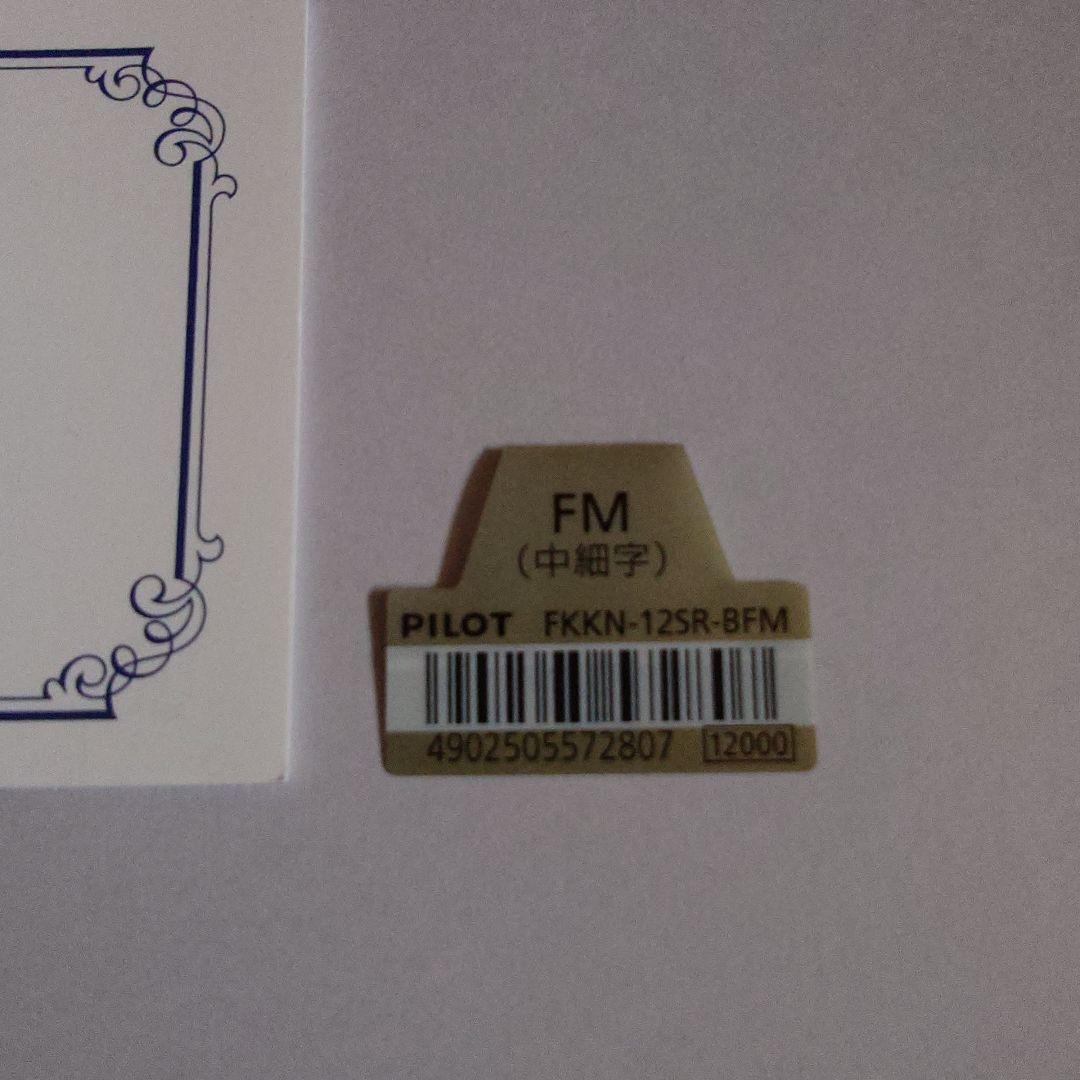 FM
(中細字)
PILOT FKKN-12SR-BFM
4902505572807 12000